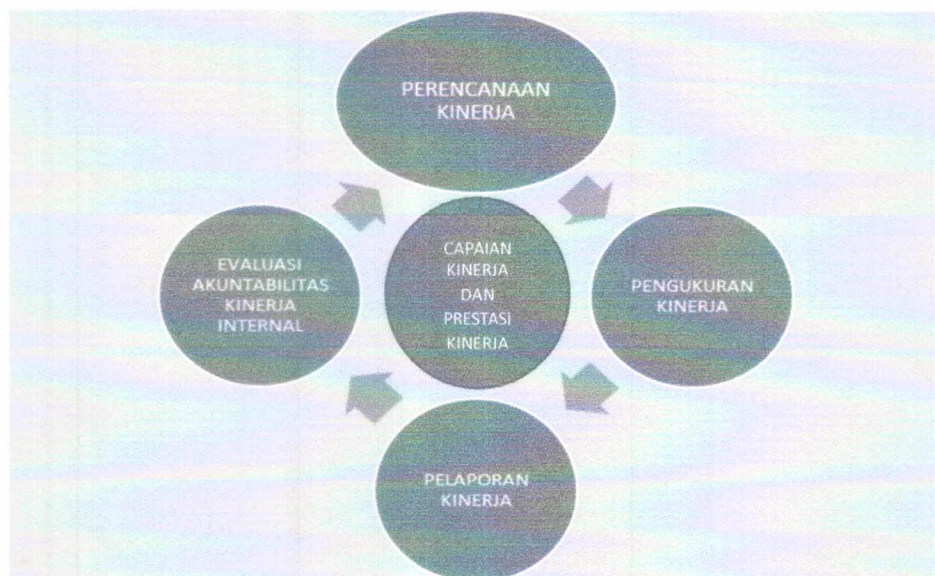 PERENCANAAN
KINERJA
EVALUASI
AKUNTABILITAS
KINERJA
INTERNAL
CAPAIAN
KINERJA
DAN
PRESTASI
KINERJA
PENGUKURAN
KINERJA
PELAPORAN
KINERJA